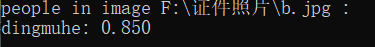 people in image F:\证件照片\b.jpg :
dingmuhe: 0.850